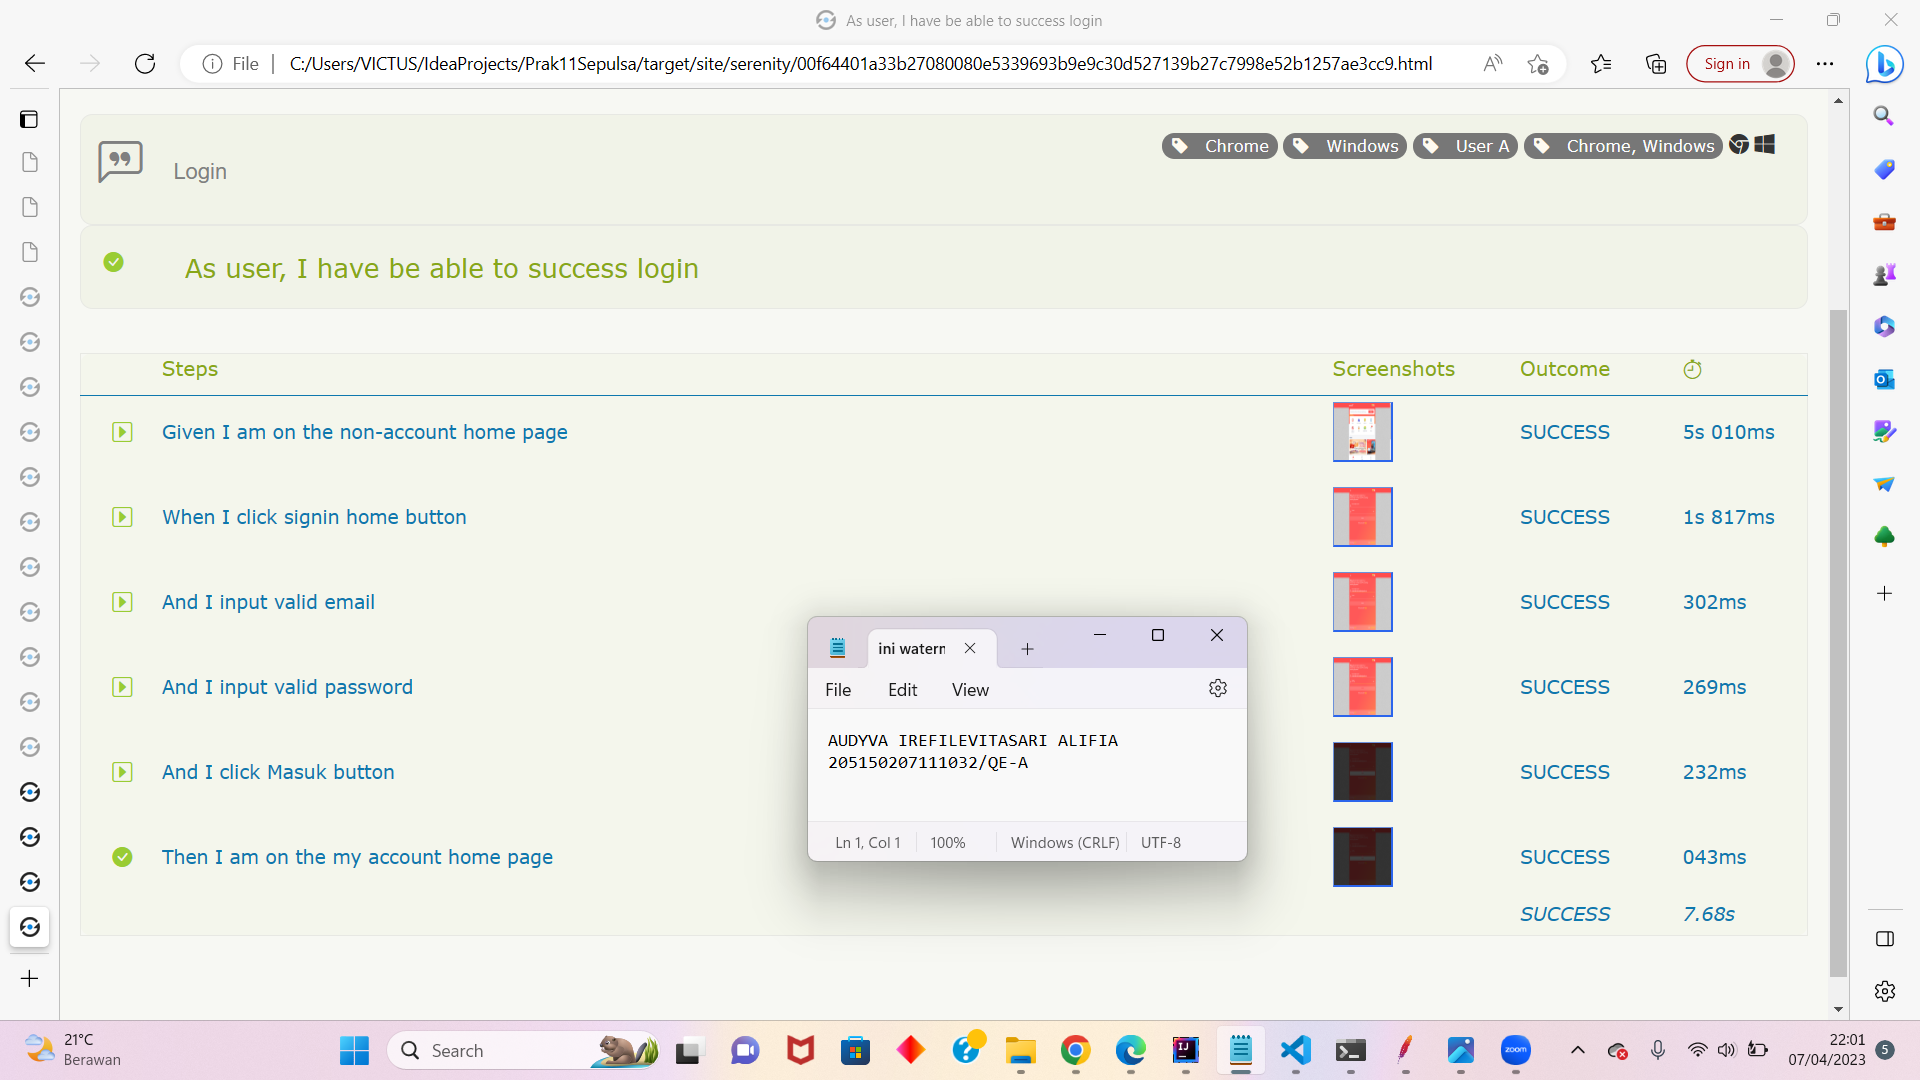 As user, I have be able to success login
File
C:/Users/VICTUS/IdeaProjects/Prak11Sepulsa/target/site/serenity/00f64401a33b27080080e5339693b9e9c30d527139b27c7998e52b1257ae3cc9.html
Sign in
Login
Chrome
Windows
User A
Chrome, Windows
As user, I have be able to success login
Steps Screenshots Outcome
Given I am on the non-account home page SUCCESS 5s 010ms
When I click signin home button SUCCESS 1s 817ms
And I input valid email SUCCESS 302ms
And I input valid password SUCCESS 269ms
And I click Masuk button SUCCESS 232ms
Then I am on the my account home page SUCCESS 043ms
SUCCESS 7.68s
ini watern
File Edit View
AUDYVA IREFILEVITASARI ALIFIA
205150207111032/QE-A
Ln 1, Col 1 100% Windows (CRLF) UTF-8
21°C
Berawan
Search
zoom
22:01
07/04/2023
5